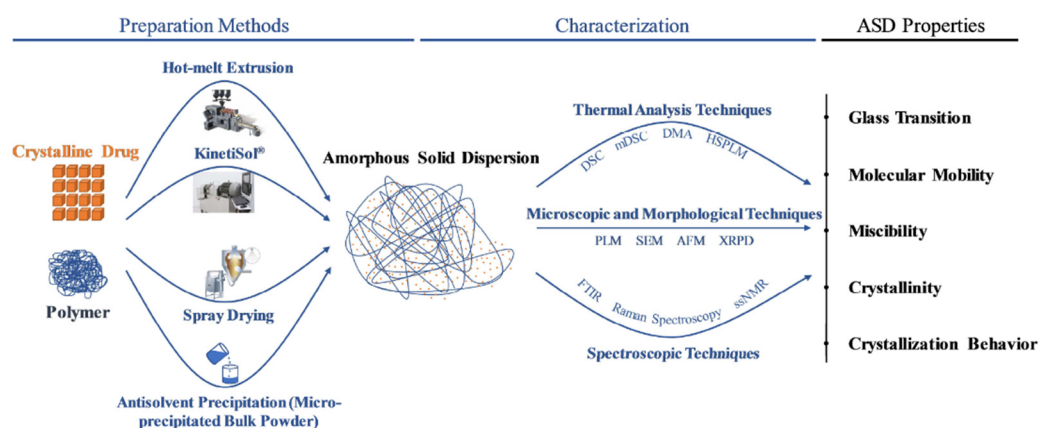 Preparation Methods
Characterization
ASD Properties
Hot-melt Extrusion
KinetiSol®
Crystalline Drug
Polymer
Spray Drying
Antisolvent Precipitation (Micro-
precipitated Bulk Powder)
Amorphous Solid Dispersion
Thermal Analysis Techniques
DSC mDSC DMA HSPLM
Microscopic and Morphological Techniques
PLM SEM AFM XRPD
FTIR Raman Spectroscopy ssNMR
Spectroscopic Techniques
Glass Transition
Molecular Mobility
Miscibility
Crystallinity
Crystallization Behavior